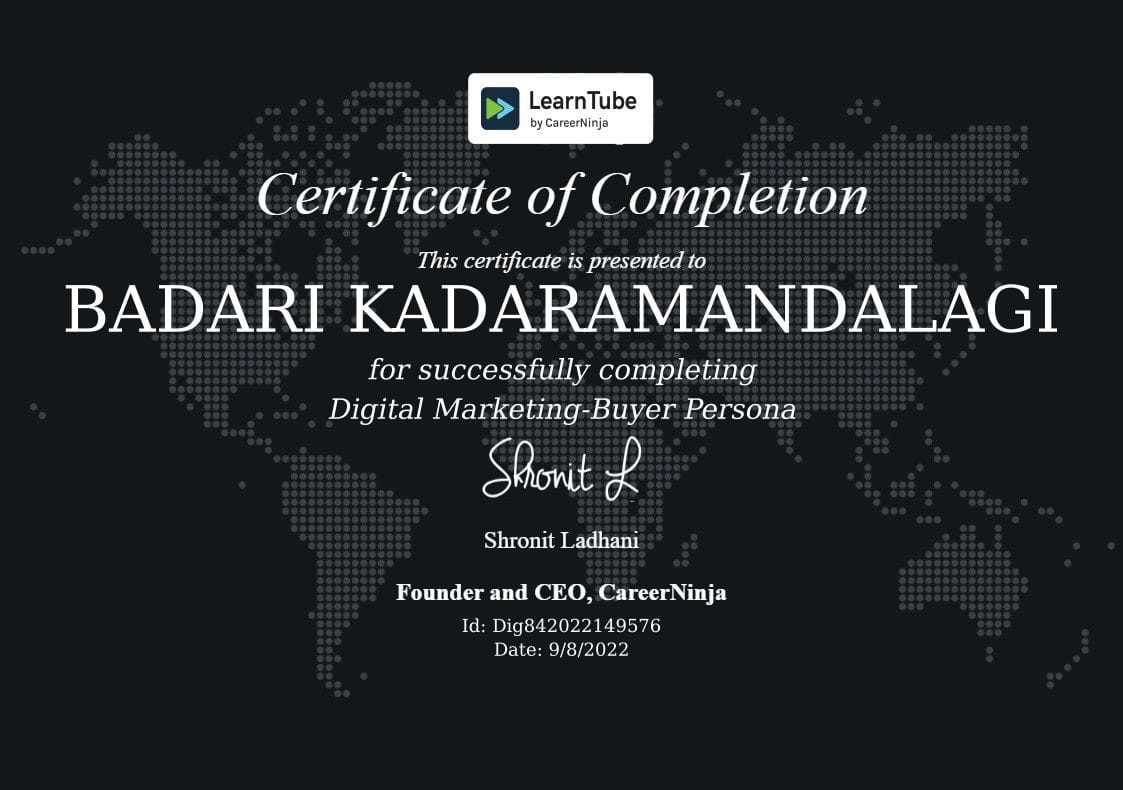 LearnTube
by CareerNinja
Certificate of Completion
This certificate is presented to
BADARI KADARAMANDALAGI
for successfully completing
Digital Marketing-Buyer Persona
Shronit L
Shronit Ladhani
Founder and CEO, CareerNinja
Id: Dig842022149576
Date: 9/8/2022